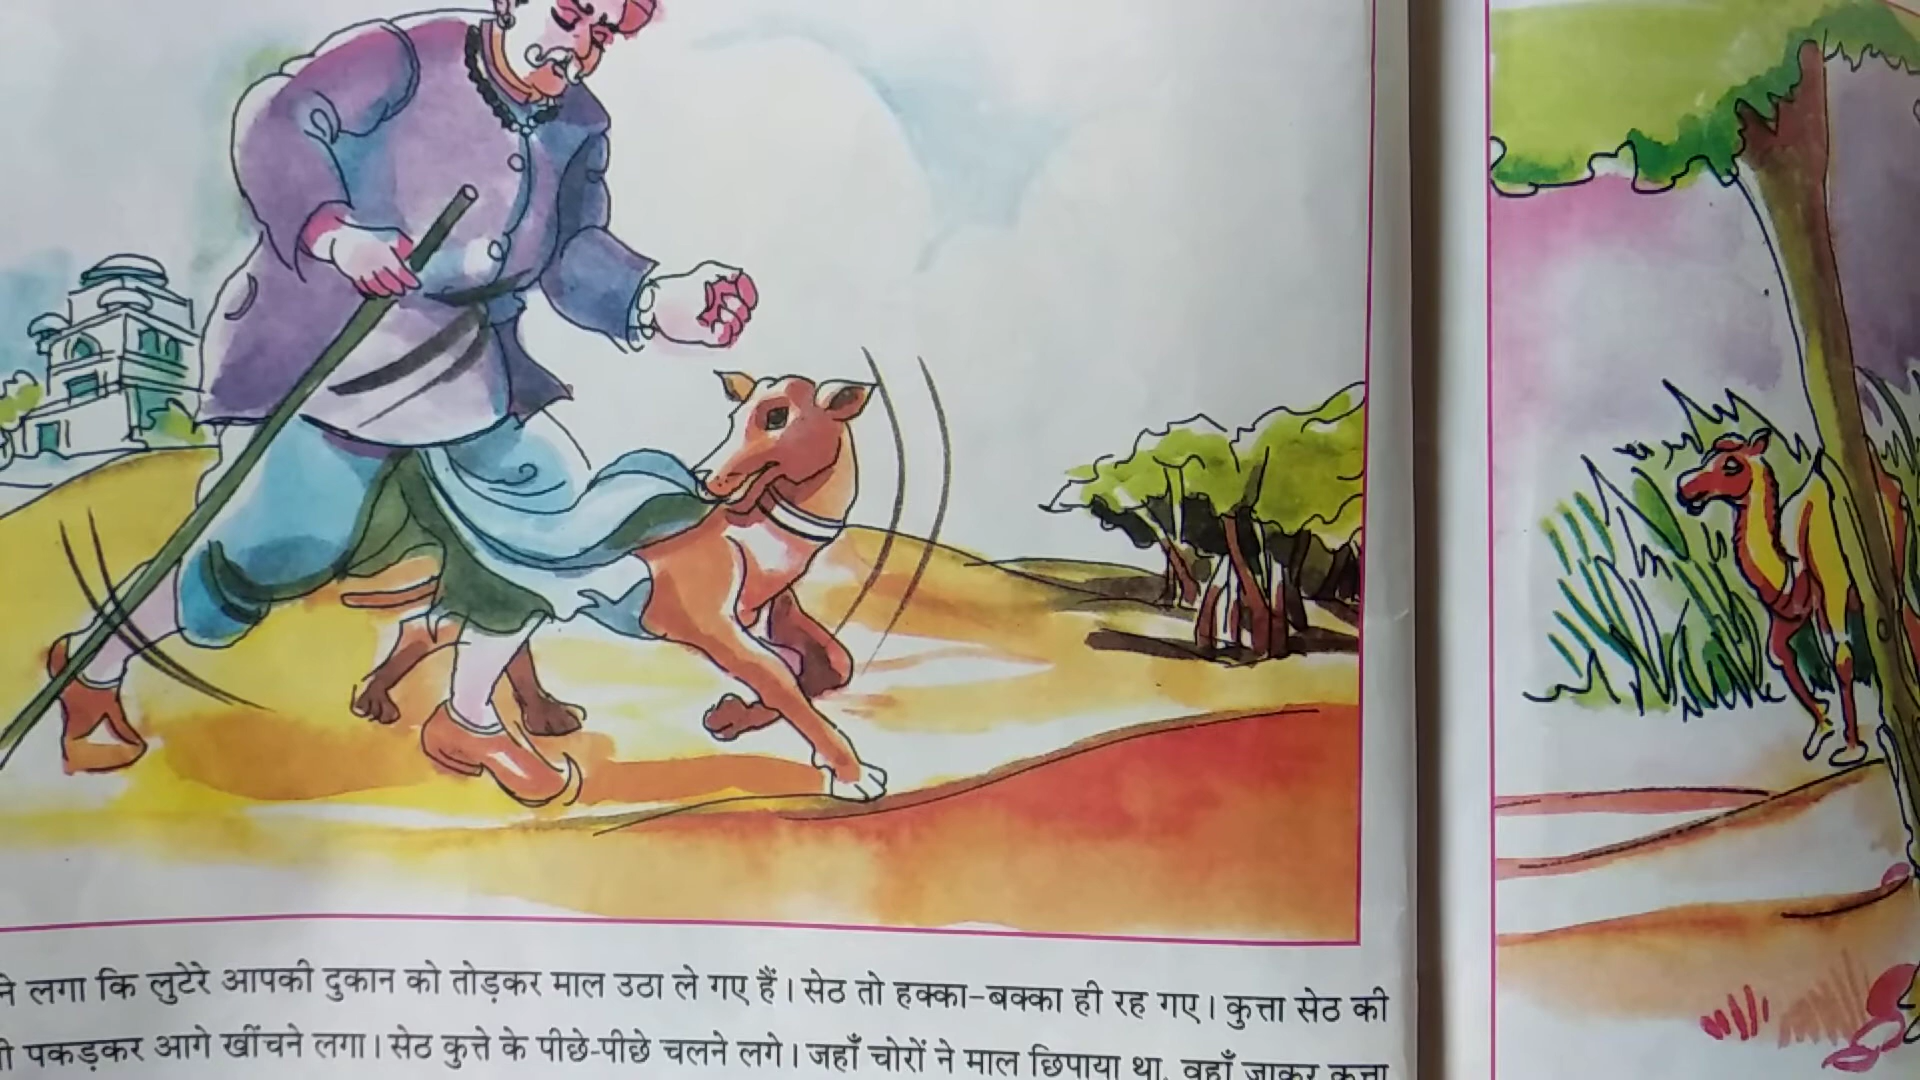 लगा कि लुटेरे आपकी दुकान को तोड़कर माल उठा ले गए हैं। सेठ तो हक्का-बक्का ही रह गए। कुत्ता सेठ की
पकड़कर आगे खींचने लगा। सेठ कुत्ते के पीछे-पीछे चलने लगे। जहाँ चोरों ने माल छिपाया था, वहाँ जाकर कुत्ता